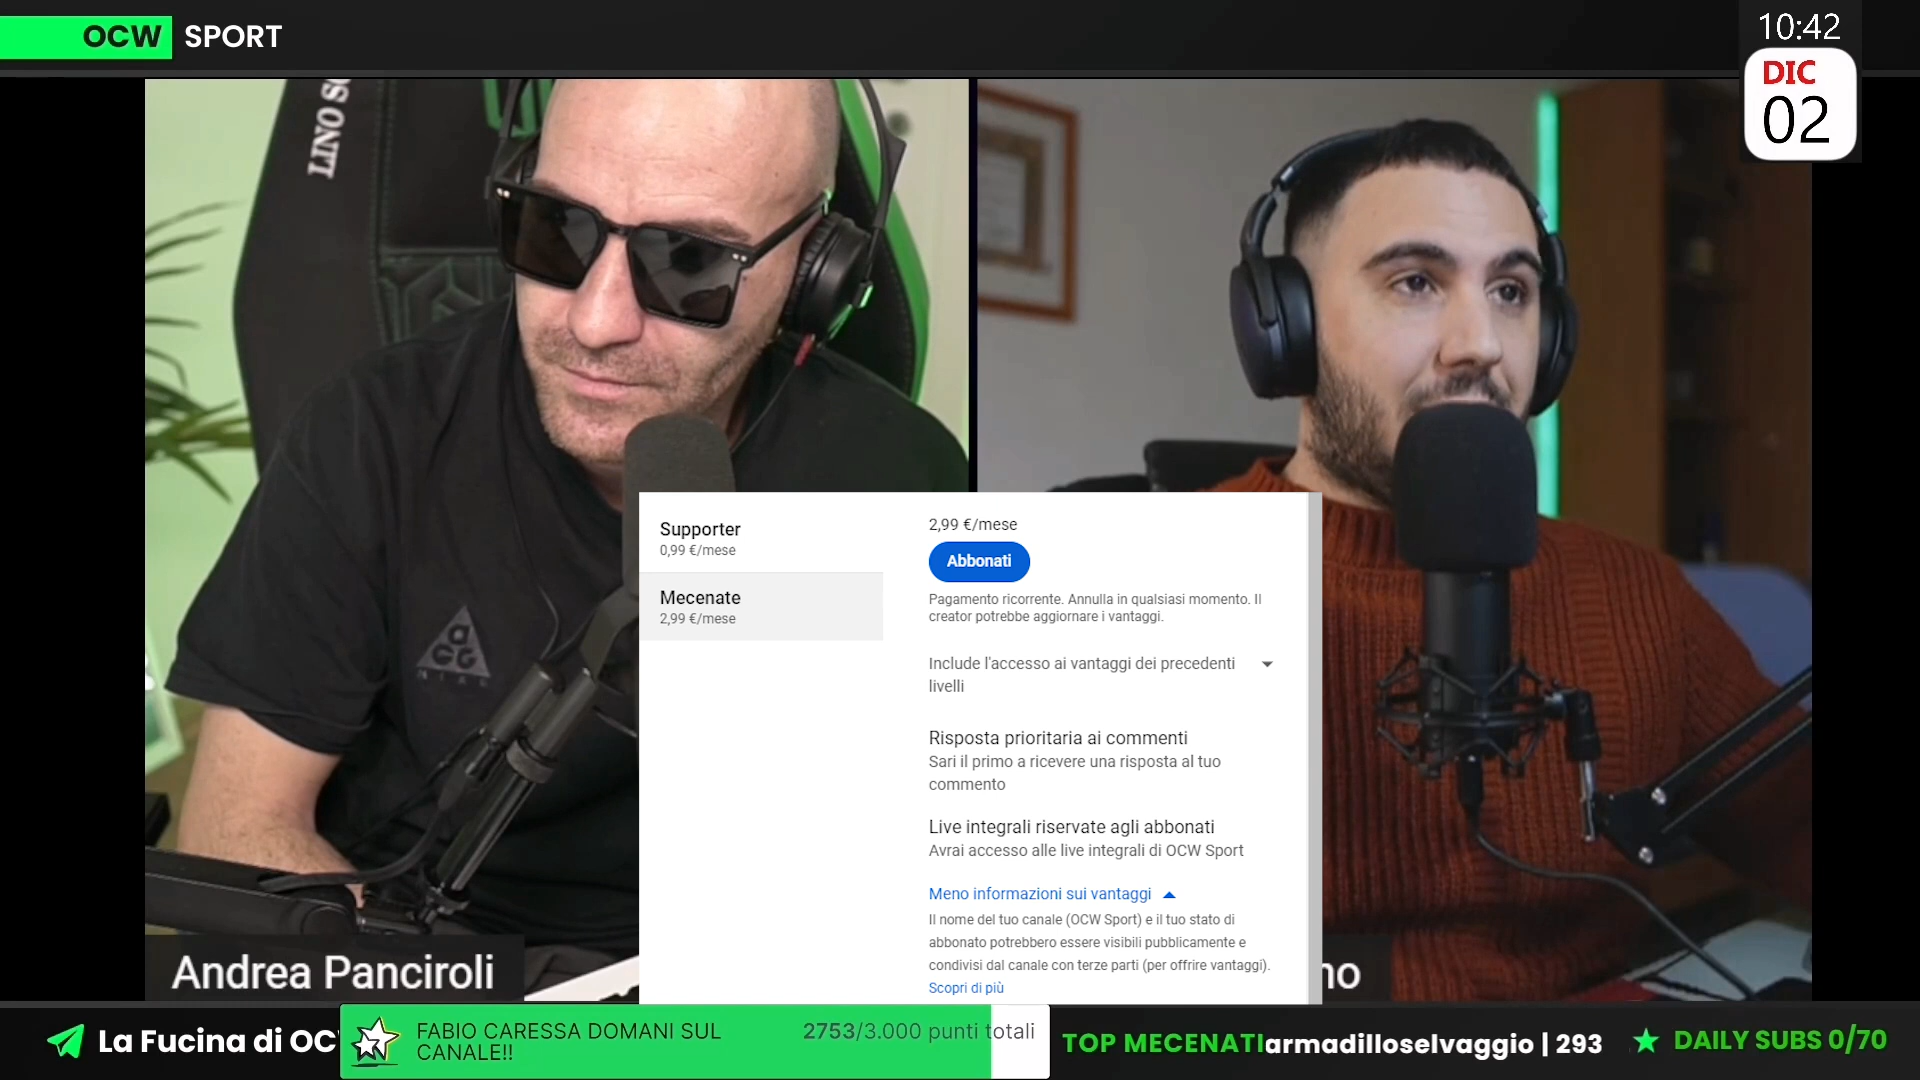 OCW SPORT
10:42
DIC
02
LINO SO
Supporter
0,99 €/mese
Mecenate
2,99 €/mese
2,99 €/mese
Abbonati
Pagamento ricorrente. Annulla in qualsiasi momento. Il
creator potrebbe aggiornare i vantaggi.
Include l'accesso ai vantaggi dei precedenti
livelli
Risposta prioritaria ai commenti
Sari il primo a ricevere una risposta al tuo
commento
Live integrali riservate agli abbonati
Avrai accesso alle live integrali di OCW Sport
Meno informazioni sui vantaggi
Il nome del tuo canale (OCW Sport) e il tuo stato di
abbonato potrebbero essere visibili pubblicamente e
condivisi dal canale con terze parti (per offrire vantaggi).
Scopri di più
Andrea Panciroli
no
La Fucina di OC
FABIO CARESSA DOMANI SUL
CANALE!!
2753/3.000 punti totali
TOP MECENATI
armadilloselvaggio | 293
DAILY SUBS 0/70